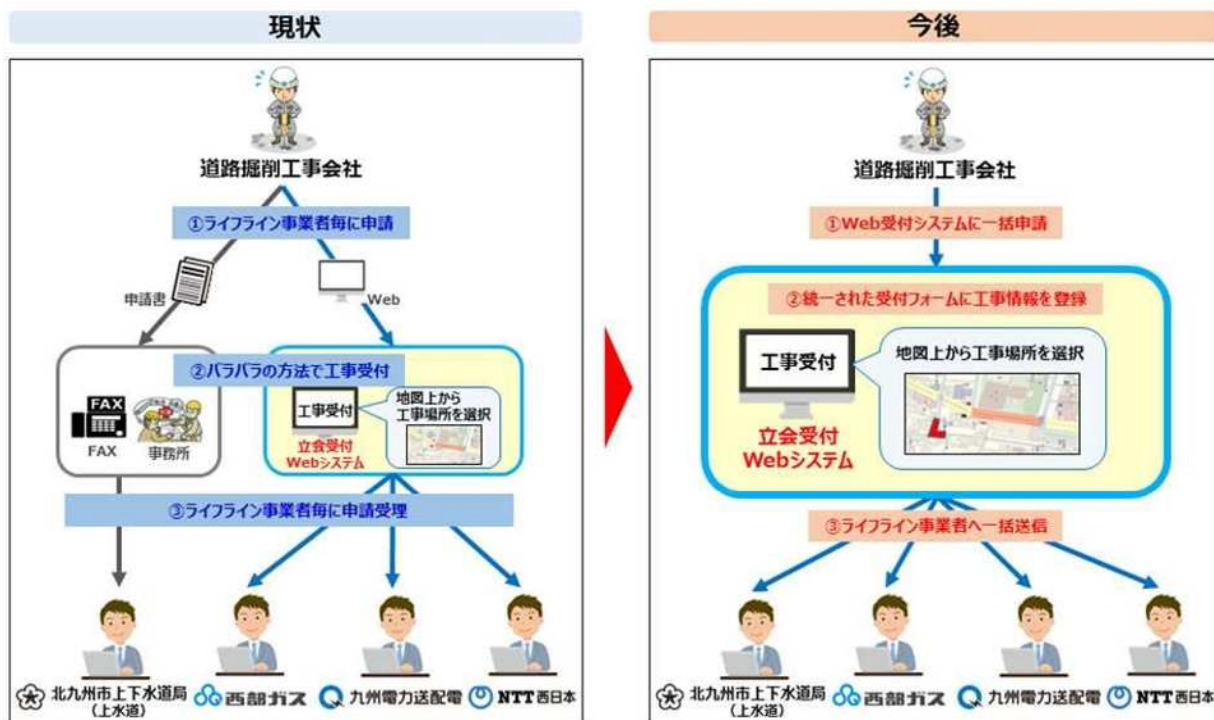 現状
道路掘削工事会社
①ライフライン事業者毎に申請
申請書
Web
②バラバラの方法で工事受付
FAX
FAX
事務所
工事受付
立会受付
Webシステム
地図上から
工事場所を選択
③ライフライン事業者毎に申請受理
北九州市上下水道局
(上水道)
西部ガス
九州電力送配電
NTT西日本
今後
道路掘削工事会社
①Web受付システムに一括申請
②統一された受付フォームに工事情報を登録
工事受付
立会受付
Webシステム
地図上から工事場所を選択
③ライフライン事業者へ一括送信
北九州市上下水道局
(上水道)
西部ガス
九州電力送配電
NTT西日本